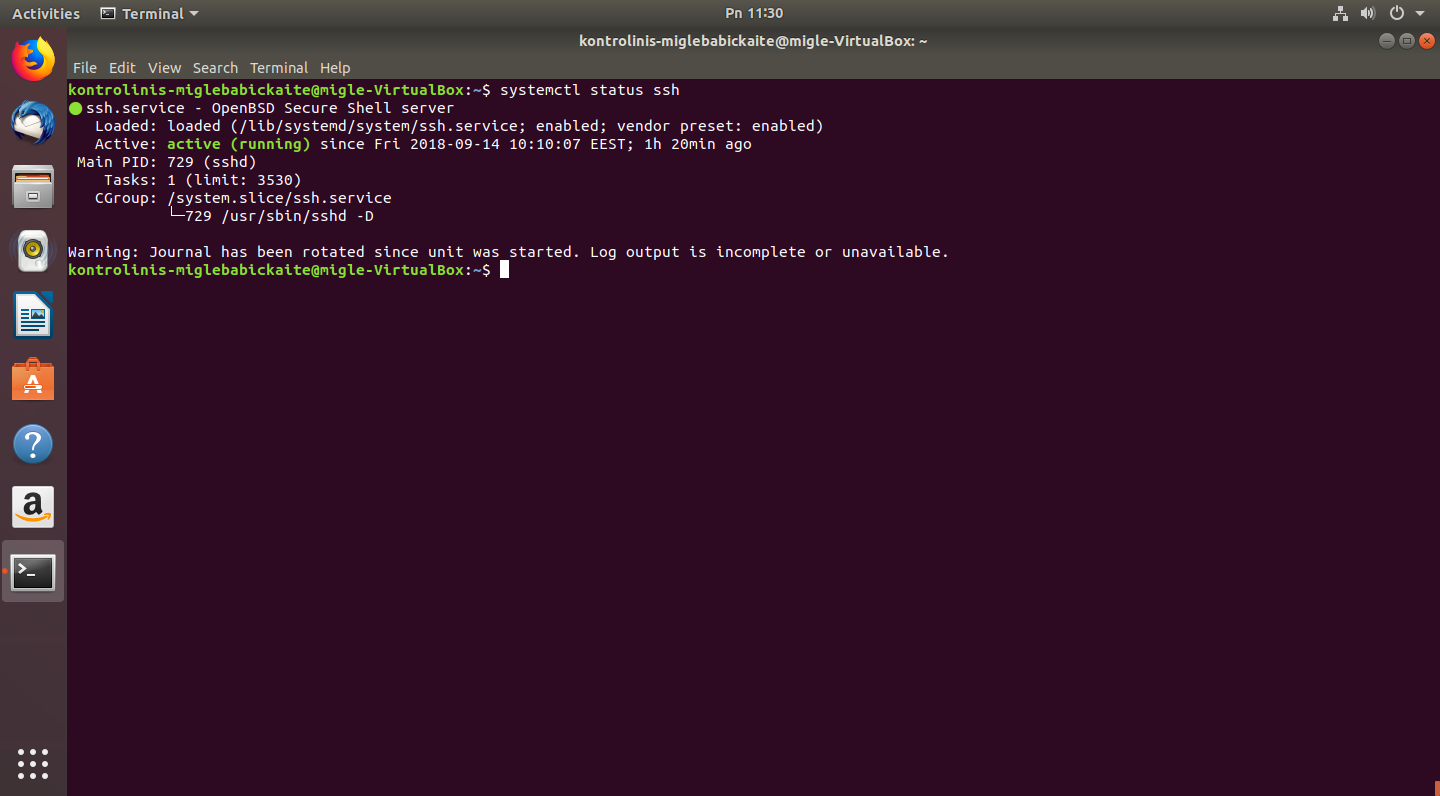 Activities Terminal Pn 11:30
kontrolinis-miglebabickaite@migle-VirtualBox: ~
File Edit View Search Terminal Help
kontrolinis-miglebabickaite@migle-VirtualBox:~$ systemctl status ssh
● ssh.service - OpenBSD Secure Shell server
   Loaded: loaded (/lib/systemd/system/ssh.service; enabled; vendor preset: enabled)
   Active: active (running) since Fri 2018-09-14 10:10:07 EEST; 1h 20min ago
 Main PID: 729 (sshd)
    Tasks: 1 (limit: 3530)
   CGroup: /system.slice/ssh.service
           └─729 /usr/sbin/sshd -D

Warning: Journal has been rotated since unit was started. Log output is incomplete or unavailable.
kontrolinis-miglebabickaite@migle-VirtualBox:~$